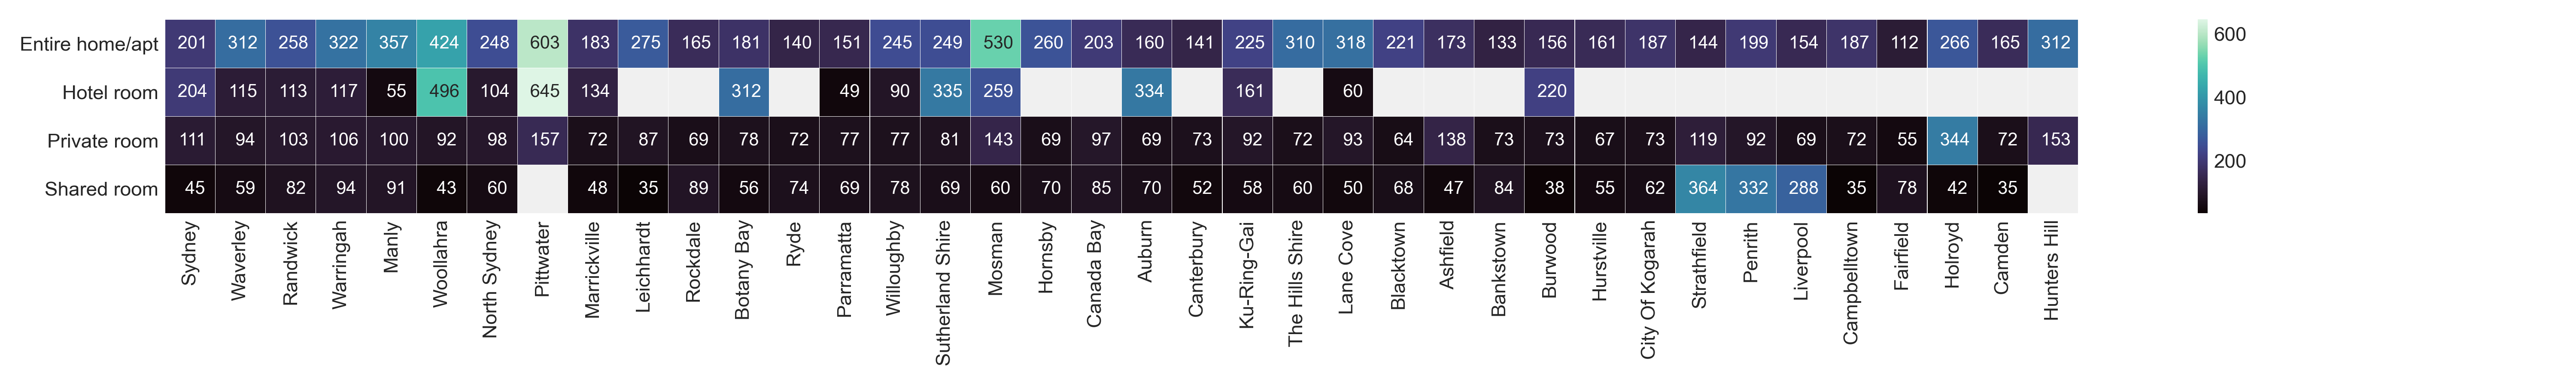 Entire home/apt 201 312 258 322 357 424 248 603 183 275 165 181 140 151 245 249 530 260 203 160 141 225 310 318 221 173 133 156 161 187 144 199 154 187 112 266 165 312
Hotel room 204 115 113 117 55 496 104 645 134 312 49 90 335 259 334 161 60 220
Private room 111 94 103 106 100 92 98 157 72 87 69 78 72 77 77 81 143 69 97 69 73 92 72 93 64 138 73 73 67 73 119 92 69 72 55 344 72 153
Shared room 45 59 82 94 91 43 60 48 35 89 56 74 69 78 69 60 70 85 70 52 58 60 50 68 47 84 38 55 62 364 332 288 35 78 42 35
Sydney
Waverley
Randwick
Warringah
Manly
Woollahra
North Sydney
Pittwater
Marrickville
Leichhardt
Rockdale
Botany Bay
Ryde
Parramatta
Willoughby
Sutherland Shire
Mosman
Hornsby
Canada Bay
Auburn
Canterbury
Ku-Ring-Gai
The Hills Shire
Lane Cove
Blacktown
Ashfield
Bankstown
Burwood
Hurstville
City Of Kogarah
Strathfield
Penrith
Liverpool
Campbelltown
Fairfield
Holroyd
Camden
Hunters Hill
600
400
200